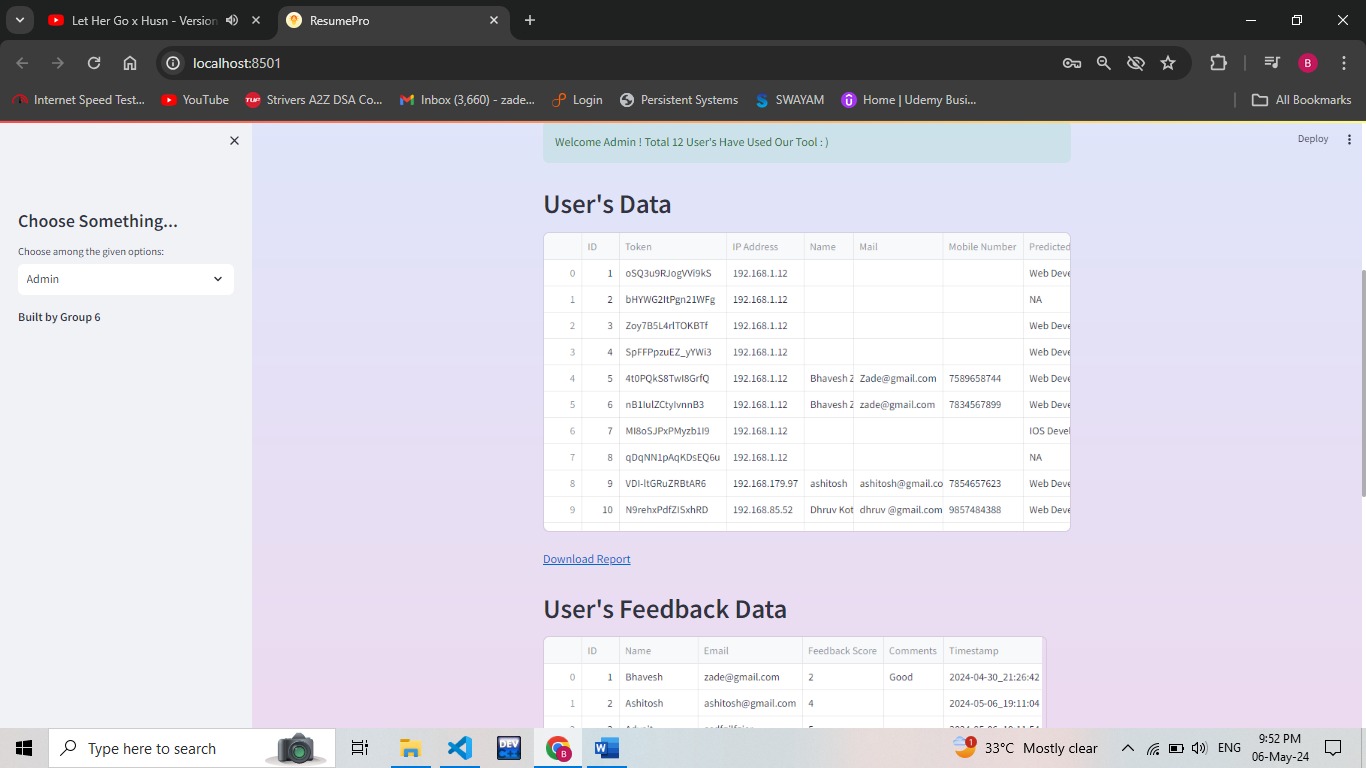 Let Her Go x Husn - Version
ResumePro
localhost:8501
Internet Speed Test... YouTube Strivers A2Z DSA Co... Inbox (3,660) - zade... Login Persistent Systems SWAYAM Home | Udemy Busi... All Bookmarks
Deploy
Choose Something...
Choose among the given options:
Admin
Built by Group 6
Welcome Admin ! Total 12 User's Have Used Our Tool : )
User's Data
ID Token IP Address Name Mail Mobile Number Predicted
0 1 oSQ3u9RJogVVi9kS 192.168.1.12 Web Deve
1 2 bHYWG2ItPgn21WFg 192.168.1.12 NA
2 3 Zoy7B5L4rlTOKBTf 192.168.1.12 Web Deve
3 4 SpFFPpzuEZ_yYWi3 192.168.1.12 Web Deve
4 5 4t0PQkS8TwI8GrfQ 192.168.1.12 Bhavesh Z Zade@gmail.com 7589658744 Web Deve
5 6 nB1IulZCtyIvnnB3 192.168.1.12 Bhavesh Z zade@gmail.com 7834567899 Web Deve
6 7 MI8oSJPxPMyzb1I9 192.168.1.12 IOS Devel
7 8 qDqNN1pAqKDsEQ6u 192.168.1.12 NA
8 9 VDI-ltGRuZRBtAR6 192.168.179.97 ashitosh ashitosh@gmail.co 7854657623 Web Deve
9 10 N9rehxPdfZISxhRD 192.168.85.52 Dhruv Kot dhruv @gmail.com 9857484388 Web Deve
Download Report
User's Feedback Data
ID Name Email Feedback Score Comments Timestamp
0 1 Bhavesh zade@gmail.com 2 Good 2024-04-30_21:26:42
1 2 Ashitosh ashitosh@gmail.com 4 2024-05-06_19:11:04
Type here to search
DEV
33°C Mostly clear
ENG
9:52 PM
06-May-24